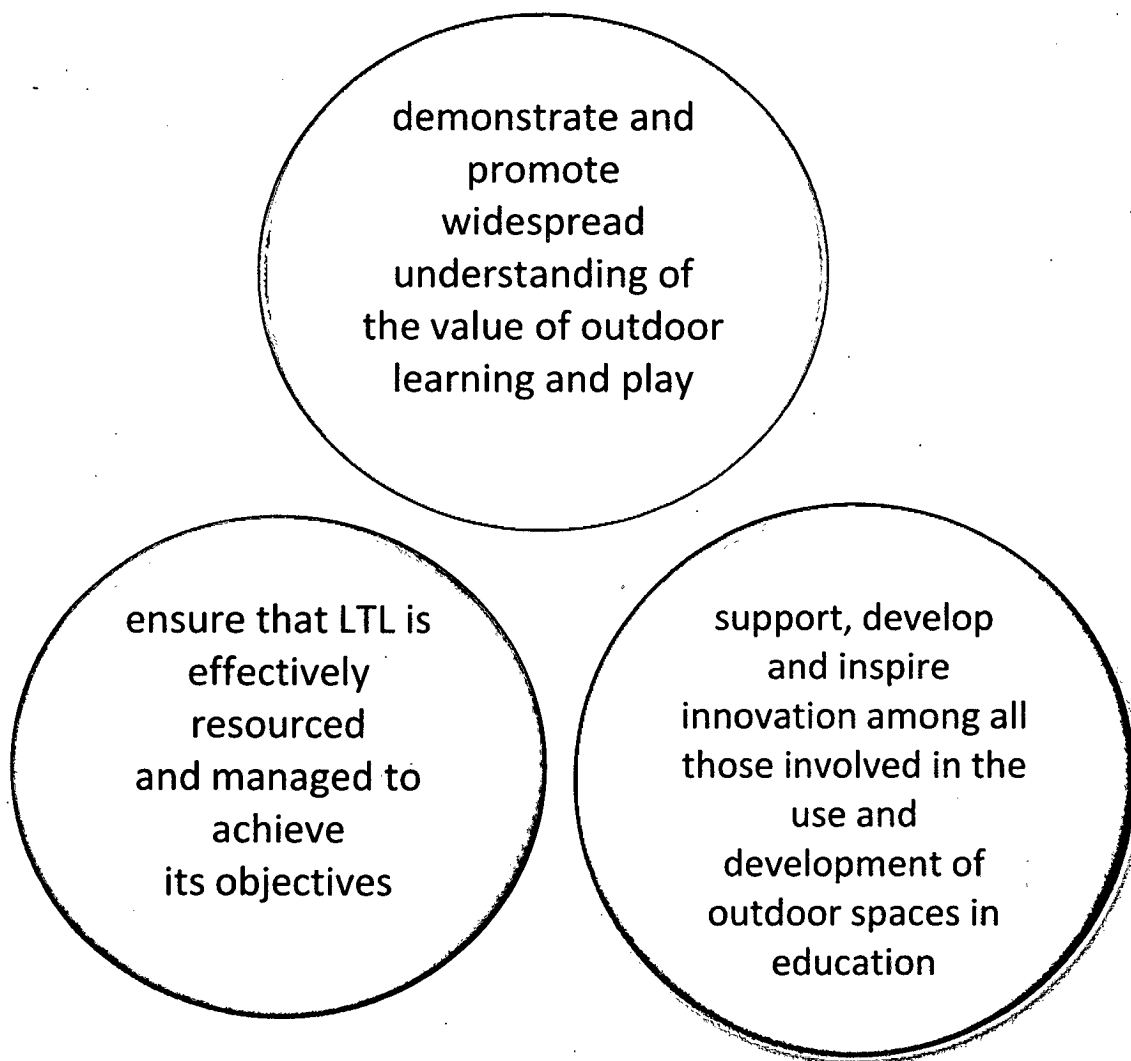 demonstrate and
promote
widespread
understanding of
the value of outdoor
learning and play
ensure that LTL is
effectively
resourced
and managed to
achieve
its objectives
support, develop
and inspire
innovation among all
those involved in the
use and
development of
outdoor spaces in
education